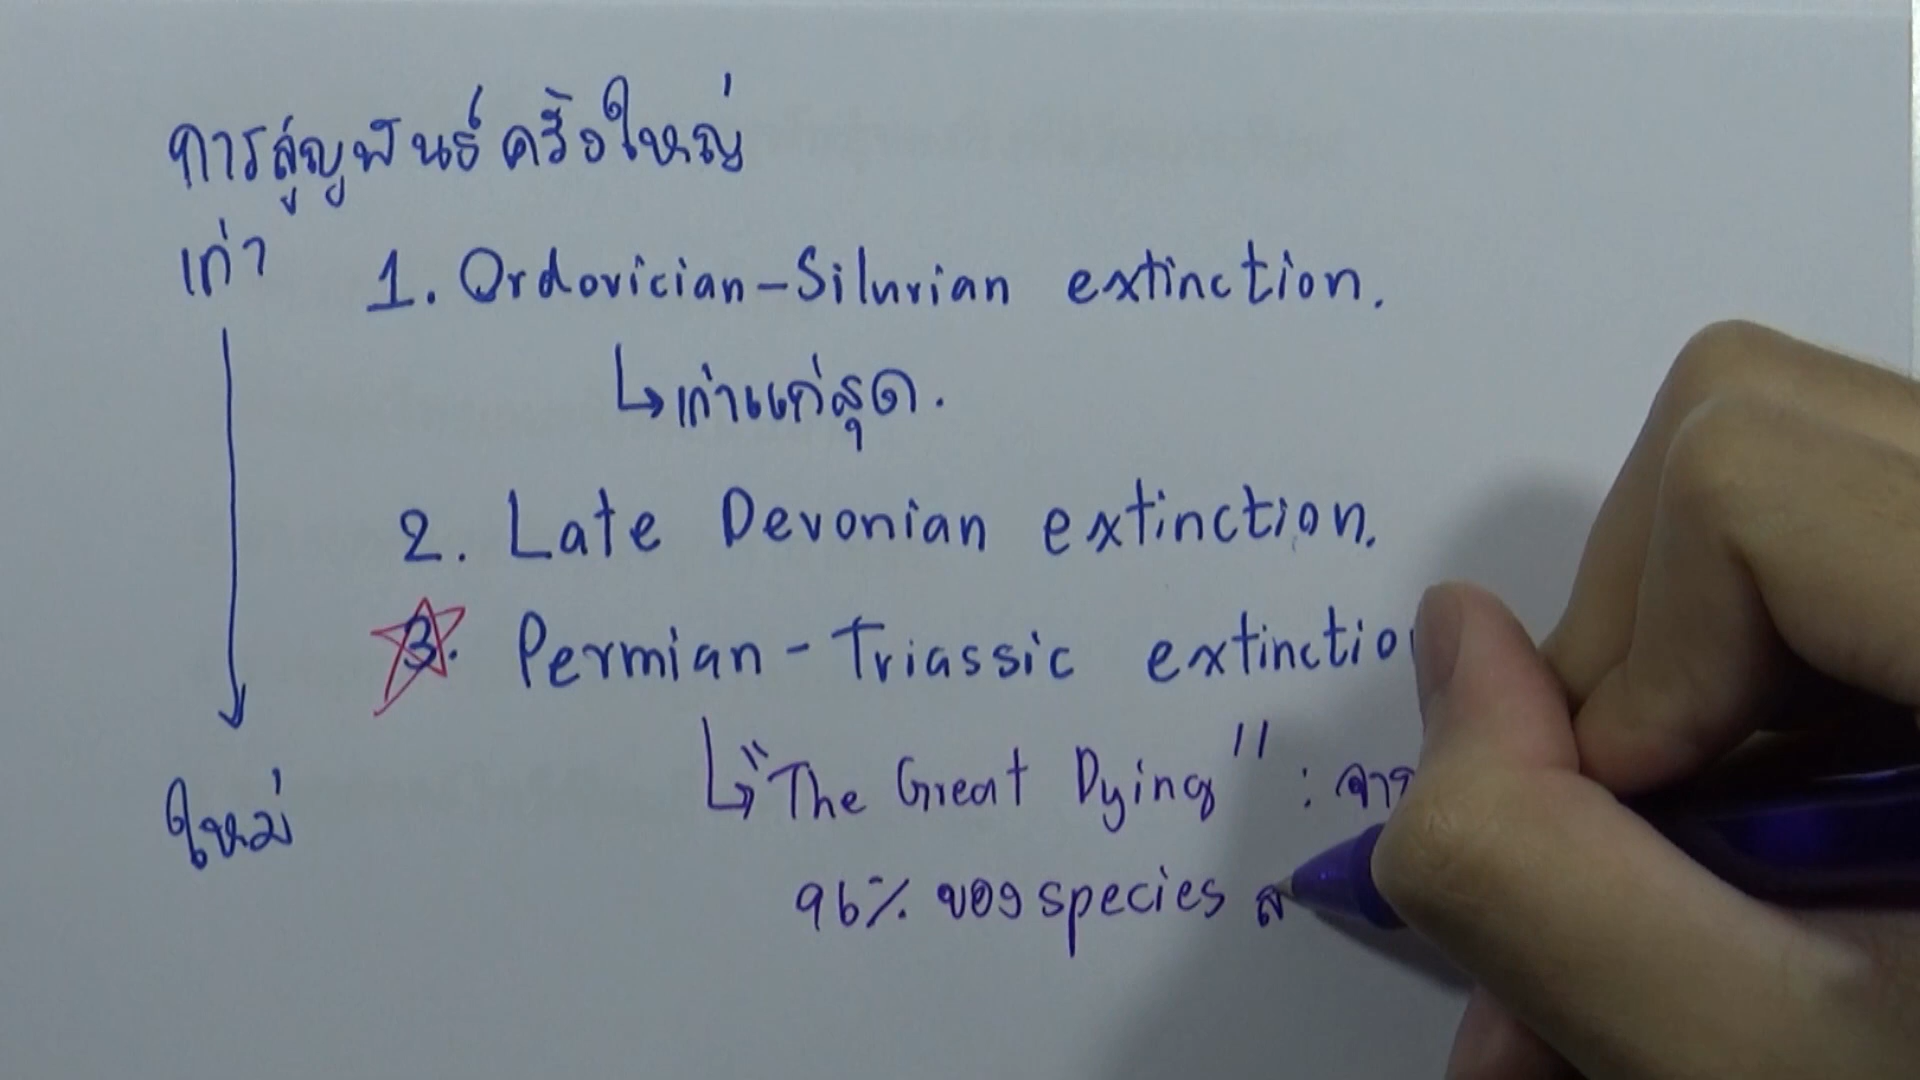 การสูญพันธ์ ครั้งใหญ่
เก่า
1. Ordovician-Silurian extinction.
↳ เก่าแก่สุด.
2. Late Devonian extinction.
3. Permian-Triassic
↳ "The Great Dying" :
96% ของ species
ใหม่